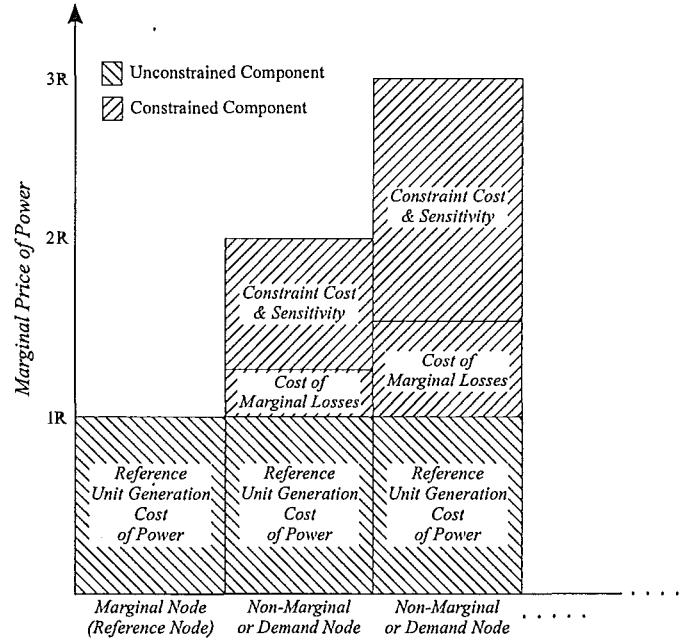 3R
Unconstrained Component
Constrained Component
Marginal Price of Power
2R
1R
Constraint Cost
& Sensitivity
Constraint Cost
& Sensitivity
Cost of
Marginal Losses
Cost of
Marginal Losses
Reference
Unit Generation
Cost
of Power
Reference
Unit Generation
Cost
of Power
Reference
Unit Generation
Cost
of Power
Marginal Node
(Reference Node)
Non-Marginal
or Demand Node
Non-Marginal
or Demand Node